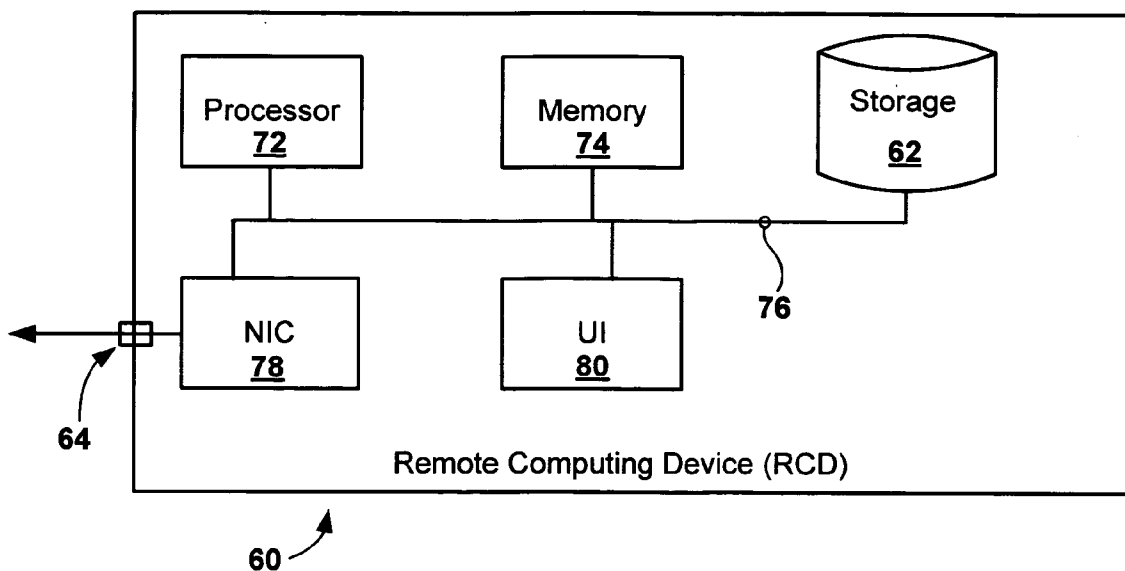 Processor
72
Memory
74
Storage
62
76
NIC
78
UI
80
64
Remote Computing Device (RCD)
60